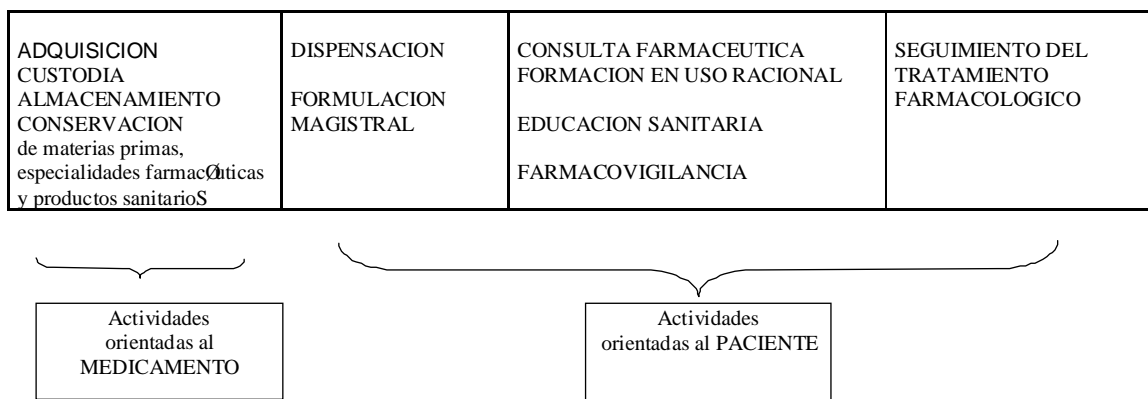 ADQUISICION
CUSTODIA
ALMACENAMIENTO
CONSERVACION
de materias primas,
especialidades farmacØuticas
y productos sanitarioS
DISPENSACION
FORMULACION
MAGISTRAL
CONSULTA FARMACEUTICA
FORMACION EN USO RACIONAL
EDUCACION SANITARIA
FARMACOVIGILANCIA
SEGUIMIENTO DEL
TRATAMIENTO
FARMACOLOGICO
Actividades
orientadas al
MEDICAMENTO
Actividades
orientadas al PACIENTE